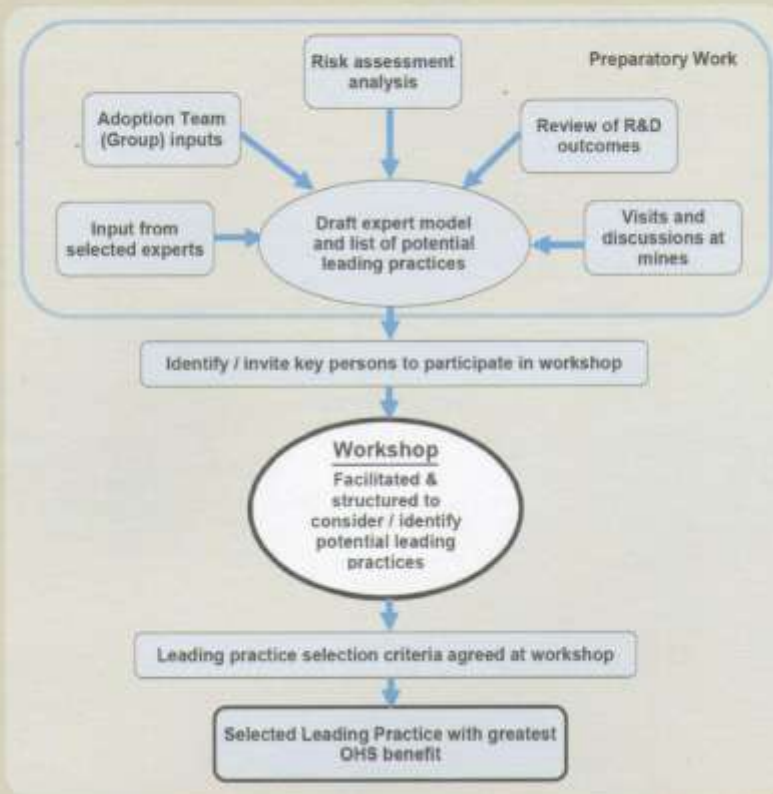 Preparatory Work
Risk assessment
analysis
Adoption Team
(Group) inputs
Review of R&D
outcomes
Input from
selected experts
Draft expert model
and list of potential
leading practices
Visits and
discussions at
mines
Identify / invite key persons to participate in workshop
Workshop
Facilitated &
structured to
consider / identify
potential leading
practices
Leading practice selection criteria agreed at workshop
Selected Leading Practice with greatest
OHS benefit